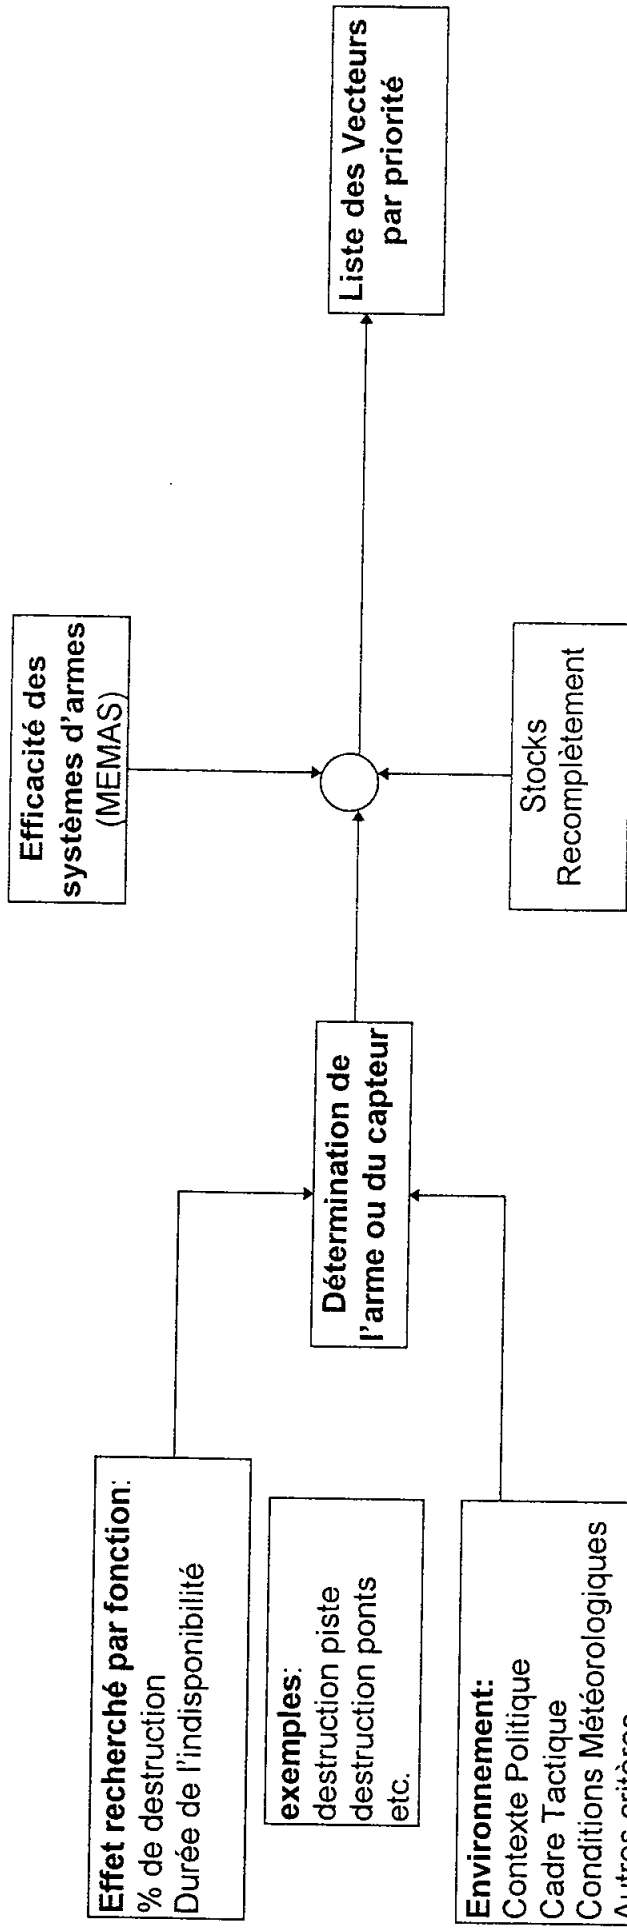 Effet recherché par fonction:
% de destruction
Durée de l'indisponibilité
exemples:
destruction piste
destruction ponts
etc.
Environnement:
Contexte Politique
Cadre Tactique
Conditions Météorologiques
Autres critères
Détermination de
l'arme ou du capteur
Efficacité des
systèmes d'armes
(MEMAS)
Stocks
Recomplètement
Liste des Vecteurs
par priorité